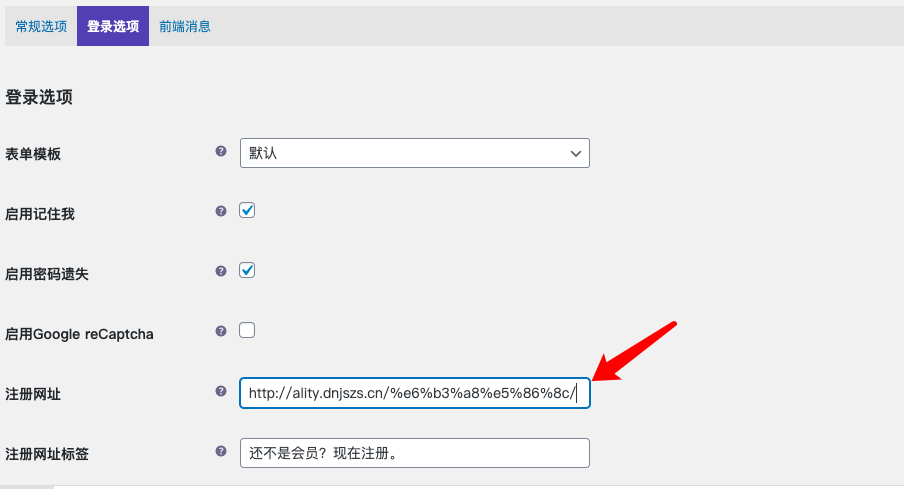 常规选项 登录选项 前端消息
登录选项
表单模板 默认
启用记住我
启用密码遗失
启用Google reCaptcha
注册网址 http://ality.dnjszs.cn/%e6%b3%a8%e5%86%8c/
注册网址标签 还不是会员？现在注册。